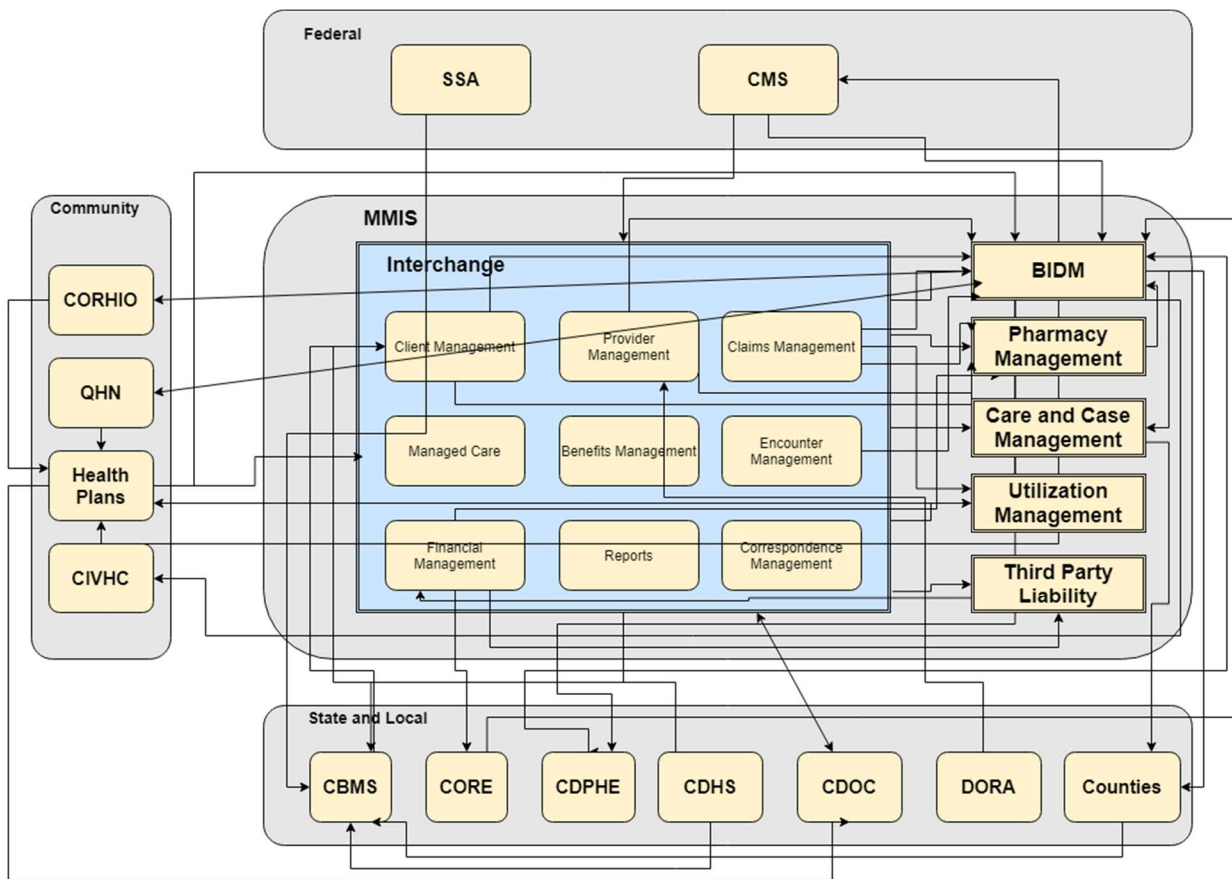 Federal
SSA
CMS
Community
CORHIO
QHN
Health
Plans
CIVHC
MMIS
Interchange
Client Management
Provider
Management
Claims Management
Managed Care
Benefits Management
Encounter
Management
Financial
Management
Reports
Correspondence
Management
BIDM
Pharmacy
Management
Care and Case
Management
Utilization
Management
Third Party
Liability
State and Local
CBMS
CORE
CDPHE
CDHS
CDOC
DORA
Counties